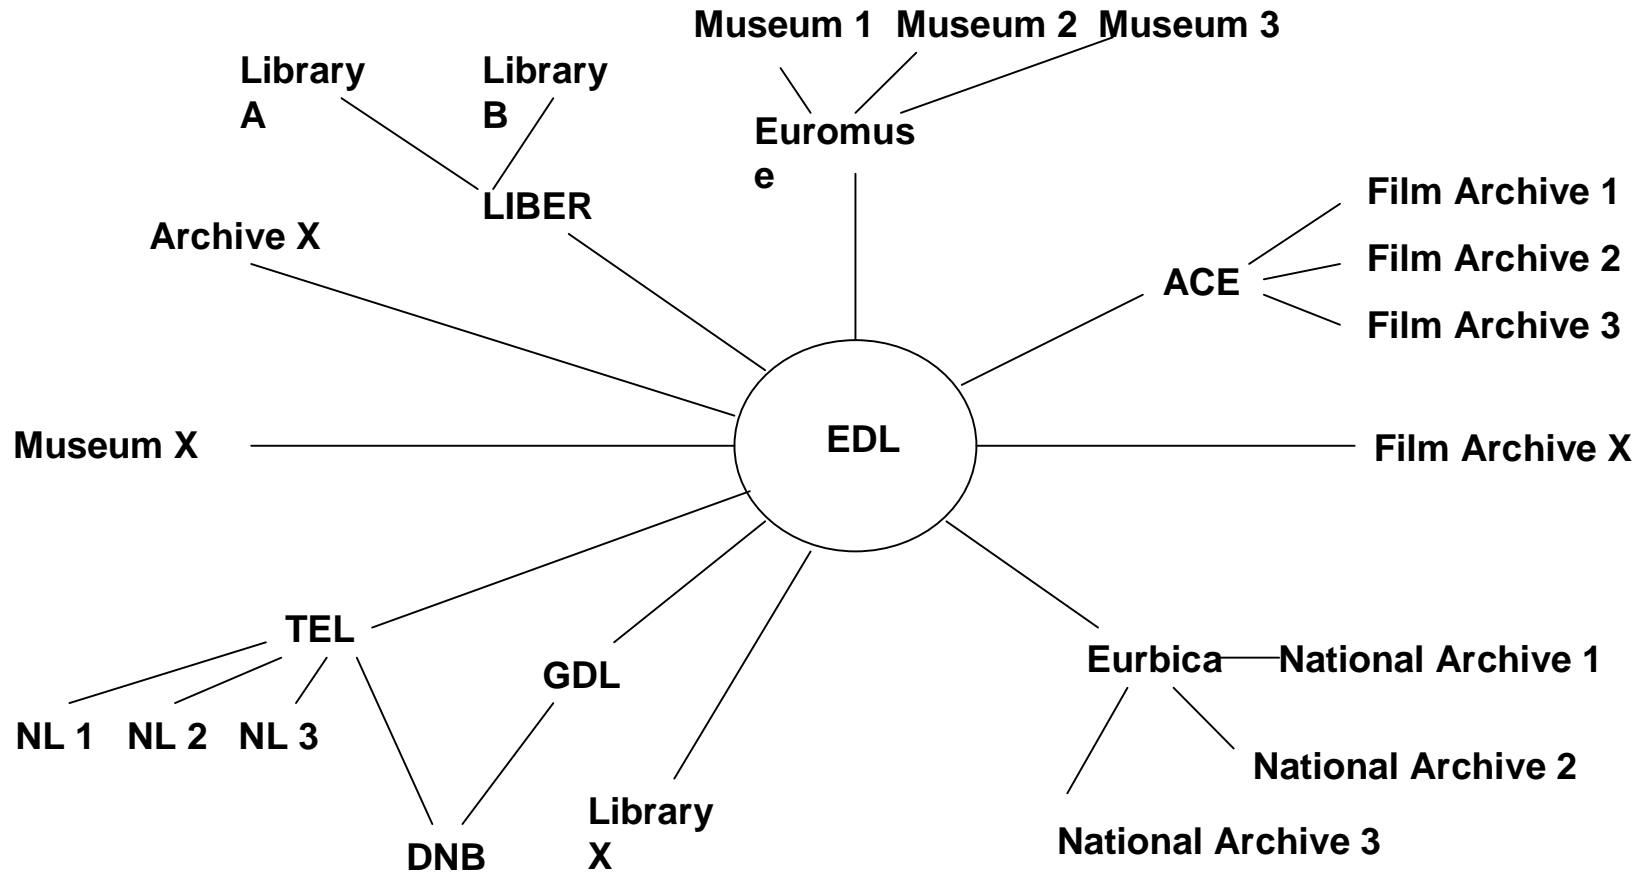 Museum 1 Museum 2 Museum 3
Library
A
Library
B
Euromus
e
LIBER
Archive X
Film Archive 1
Film Archive 2
Film Archive 3
ACE
EDL
Museum X
Film Archive X
TEL
GDL
Eurbica
National Archive 1
NL 1 NL 2 NL 3
National Archive 2
Library
X
National Archive 3
DNB